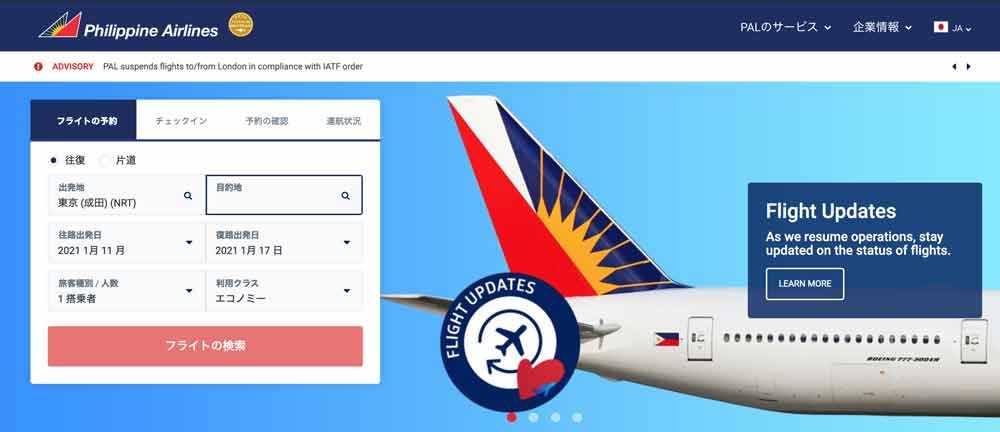 Philippine Airlines
PALのサービス
企業情報
JA
ADVISORY PAL suspends flights to/from London in compliance with IATF order
フライトの予約
チェックイン
予約の確認
運航状況
往復
片道
出発地
東京 (成田) (NRT)
目的地
往路出発日
2021 1月 11 月
復路出発日
2021 1月 17 日
旅客種別 / 人数
1 搭乗者
利用クラス
エコノミー
フライトの検索
FLIGHT UPDATES
Flight Updates
As we resume operations, stay
updated on the status of flights.
LEARN MORE